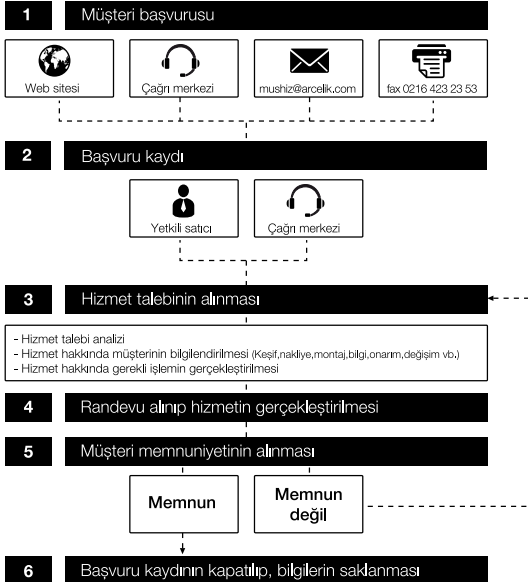 1 Müşteri başvurusu
Web sitesi
Çağrı merkezi
mushiz@arcelik.com
fax 0216 423 23 53
2 Başvuru kaydı
Yetkili satıcı
Çağrı merkezi
3 Hizmet talebinin alınması
- Hizmet talebi analizi
- Hizmet hakkında müşterinin bilgilendirilmesi (Keşif,nakliye,montaj,bilgi,onarım,değişim vb.)
- Hizmet hakkında gerekli işlemin gerçekleştirilmesi
4 Randevu alınıp hizmetin gerçekleştirilmesi
5 Müşteri memnuniyetinin alınması
Memnun
Memnun
değil
6 Başvuru kaydının kapatılıp, bilgilerin saklanması